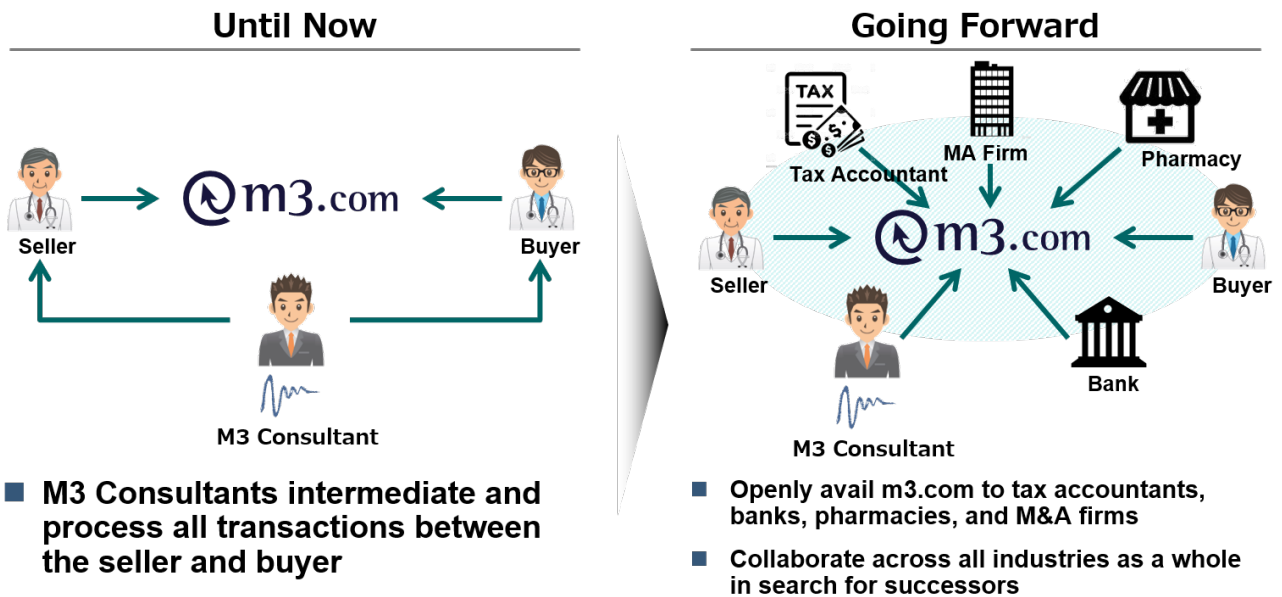 Until Now
m3.com
Seller
Buyer
M3 Consultant
M3 Consultants intermediate and
process all transactions between
the seller and buyer
Going Forward
TAX
$
$
$
Tax Accountant
MA Firm
Pharmacy
m3.com
Seller
Buyer
Bank
M3 Consultant
Openly avail m3.com to tax accountants,
banks, pharmacies, and M&A firms
Collaborate across all industries as a whole
in search for successors